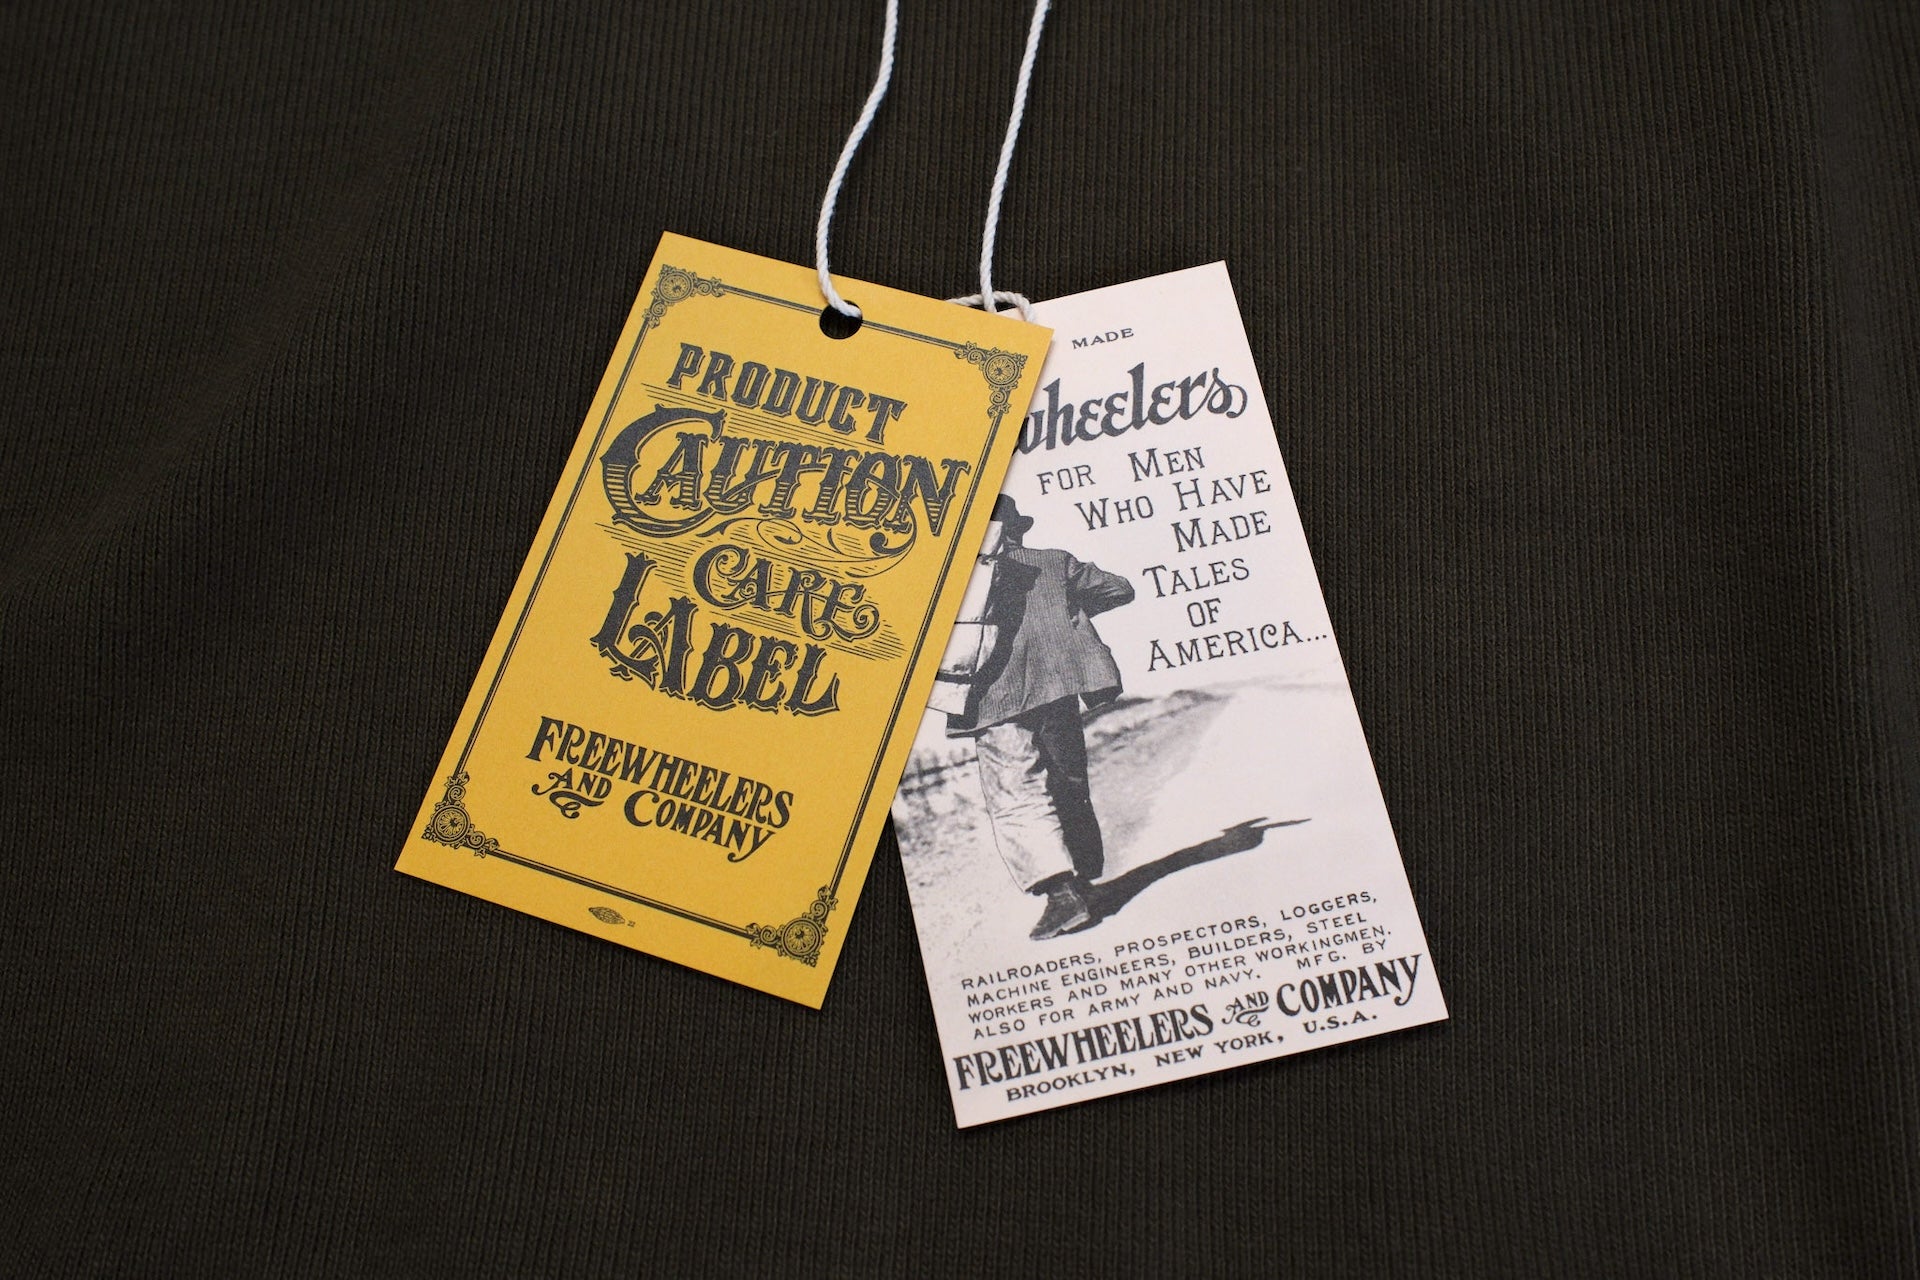 PRODUCT
CAUTION
CARE
LABEL
FREEWHEELERS
AND COMPANY
MADE
wheelers
FOR MEN
WHO HAVE
MADE
TALES
OF
AMERICA...
RAILROADERS, PROSPECTORS, LOGGERS,
MACHINE ENGINEERS, BUILDERS, STEEL
WORKERS AND MANY OTHER WORKINGMEN.
ALSO FOR ARMY AND NAVY. MFG. BY
FREEWHEELERS AND COMPANY
BROOKLYN, NEW YORK, U.S.A.